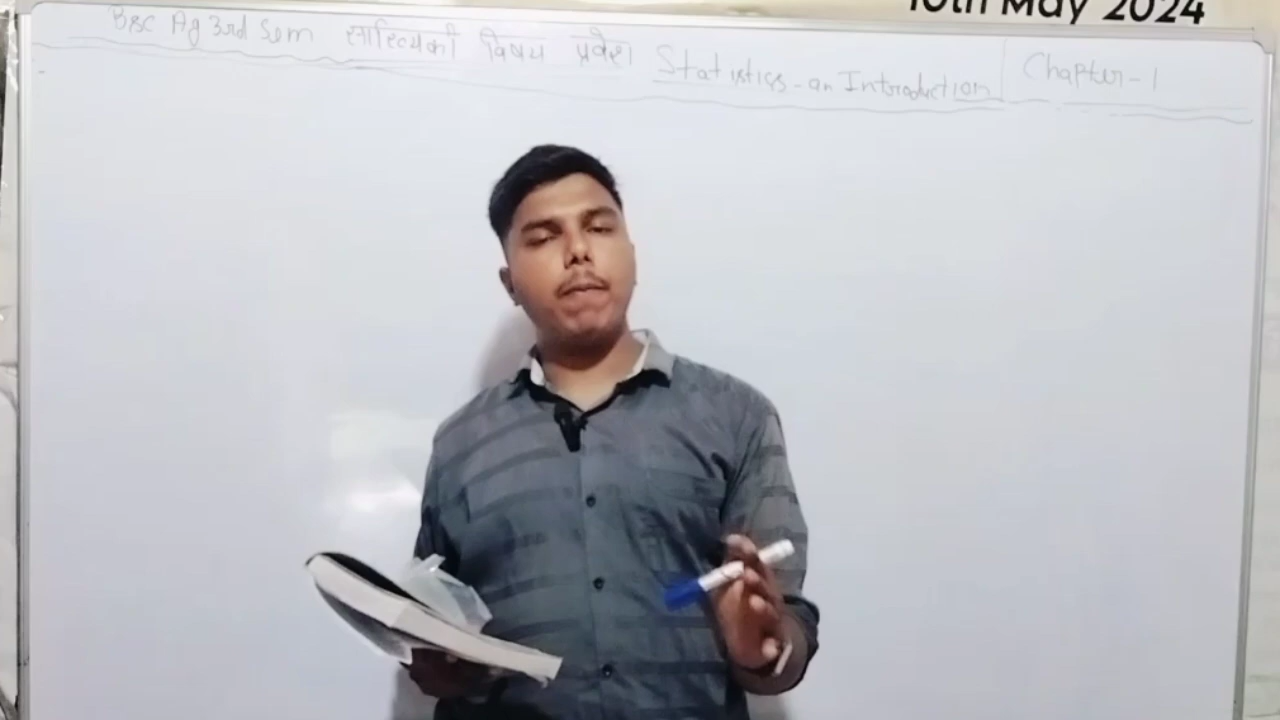 10th May 2024
BSC Ag 3rd Sem सांख्यिकी विषय प्रवेश Statistics - an Introduction Chapter - 1